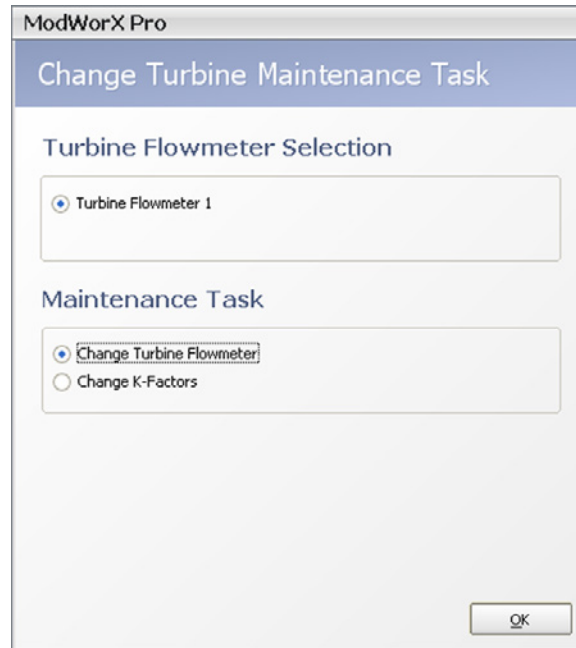 ModWorX Pro
Change Turbine Maintenance Task
Turbine Flowmeter Selection
Turbine Flowmeter 1
Maintenance Task
Change Turbine Flowmeter
Change K-Factors
OK